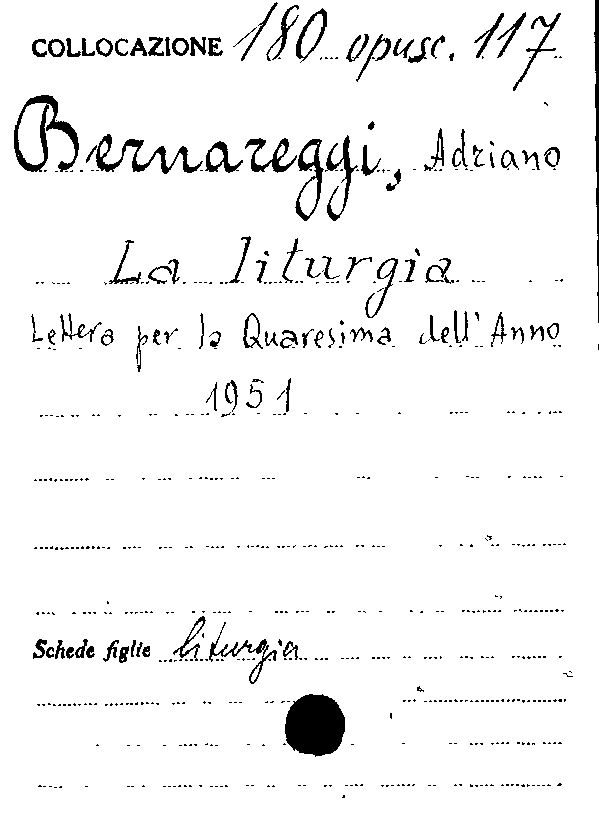 COLLOCAZIONE 180 opusc. 117
Bernareggi, Adriano
La liturgia
Lettera per la Quaresima dell'Anno
1951
Schede figlie liturgia